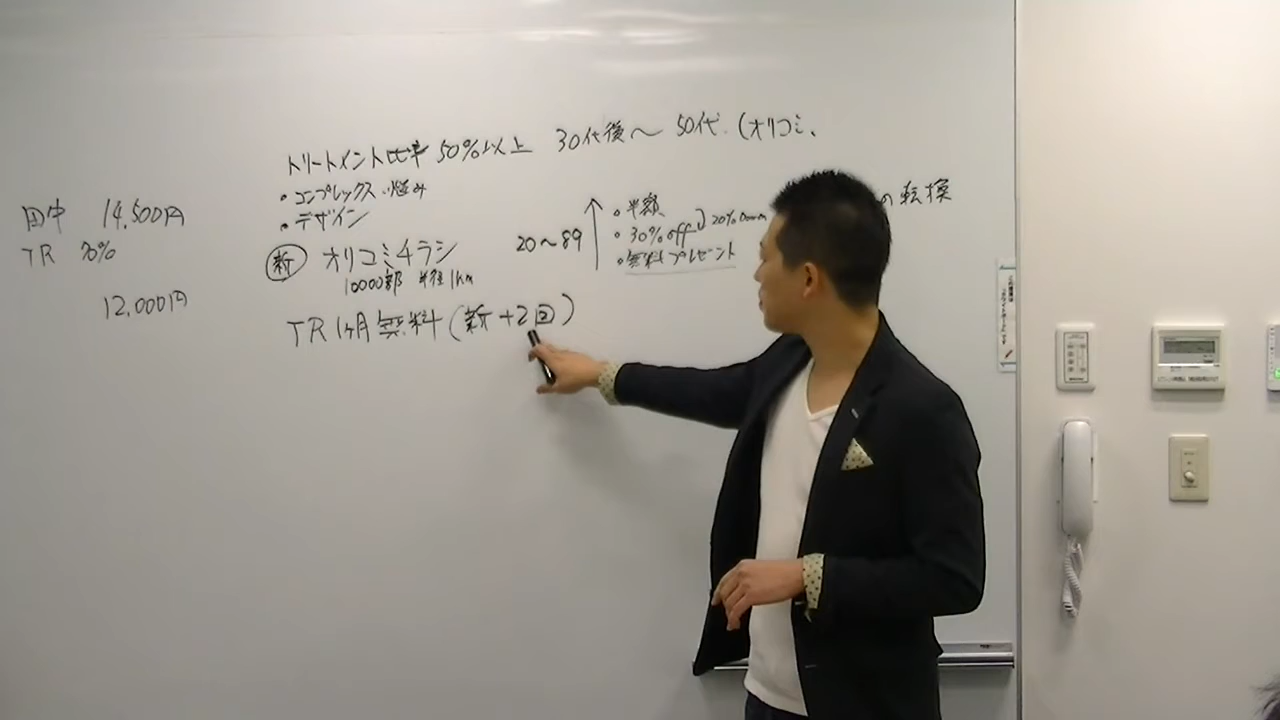 トリートメント比率 50%以上 30代後～50代.(オリコミ、
・コンプレックス 悩み
・デザイン
田中 14,500円
TR 70%
12,000円
新 オリコミチラシ
10000部 半径1km
20～89
・半額
・30%off
20%
・無料プレゼント
の転換
TR 1ヶ月無料(新+2回)